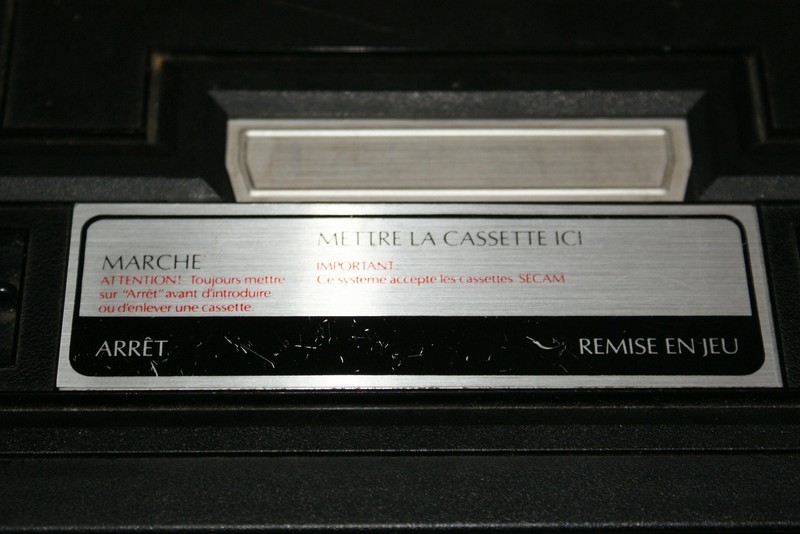 METTRE LA CASSETTE ICI
MARCHE
ATTENTION! Toujours mettre
sur "Arrêt" avant d'introduire
ou d'enlever une cassette.
IMPORTANT:
Ce système accepte les cassettes SECAM
ARRÊT
REMISE EN JEU